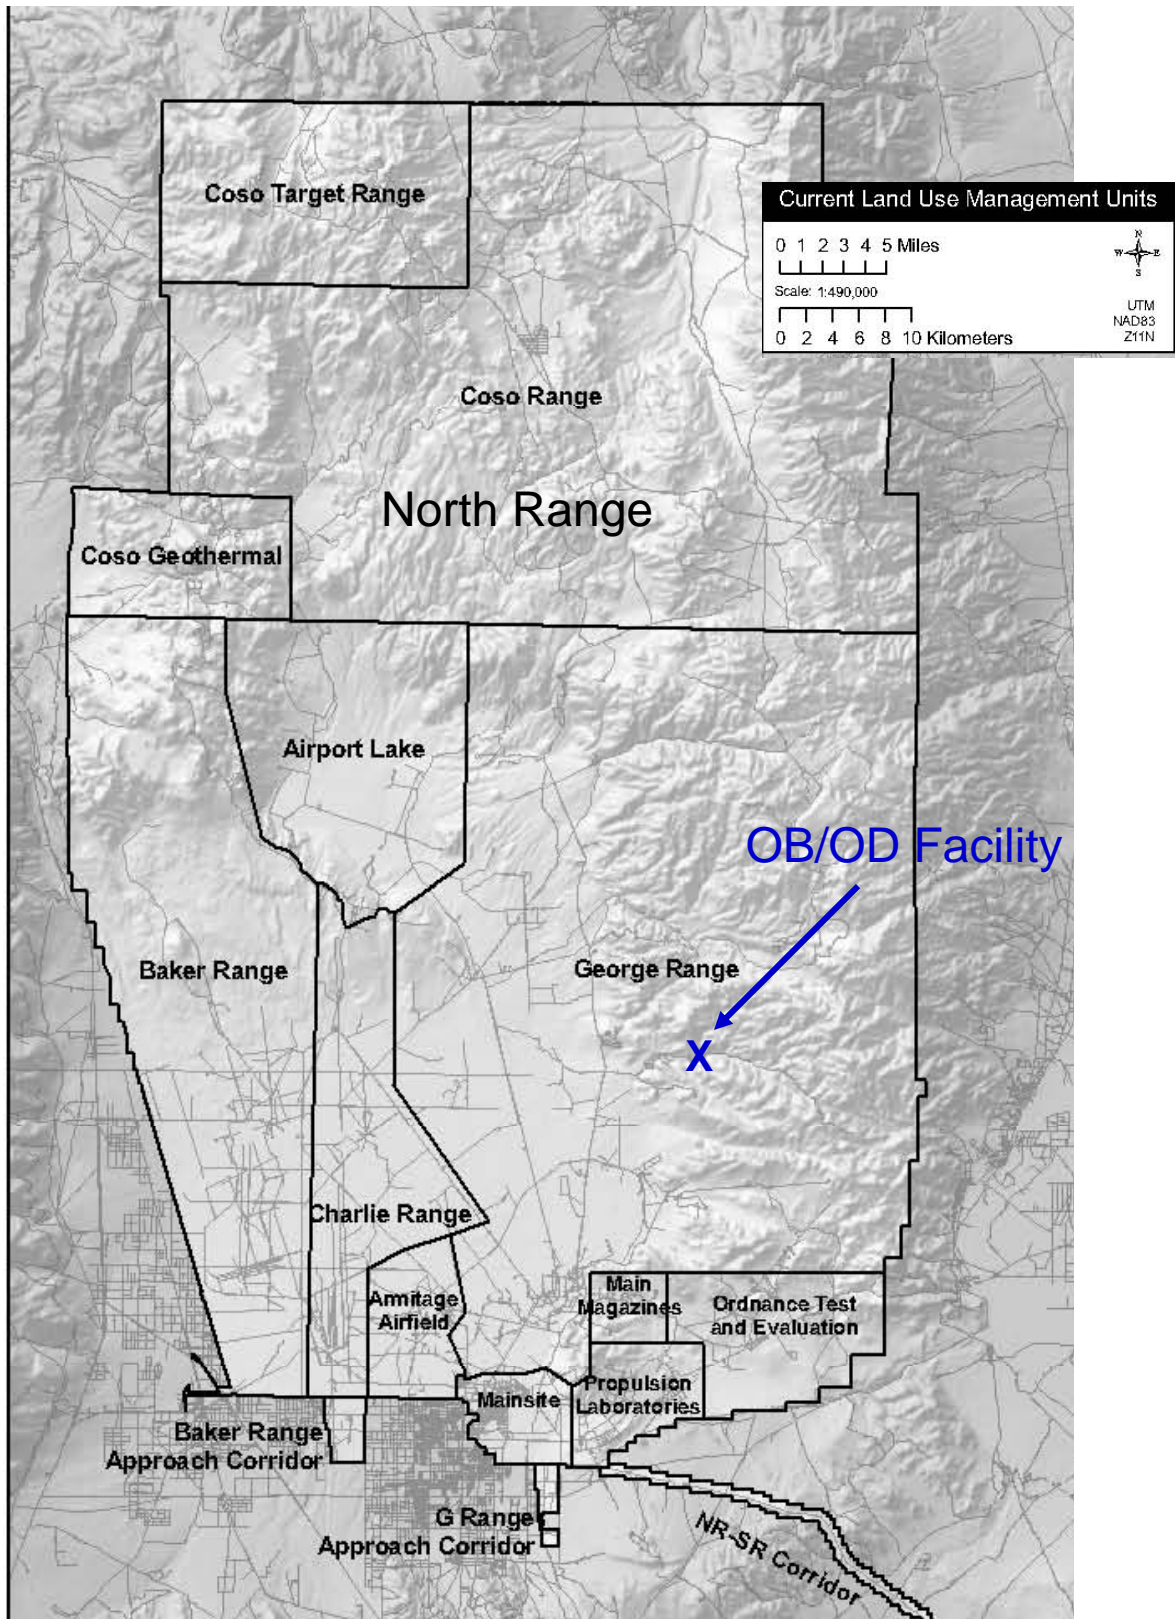 Coso Target Range
Current Land Use Management Units
0 1 2 3 4 5 Miles
Scale: 1:490,000
0 2 4 6 8 10 Kilometers
N
W E
S
UTM
NAD83
Z11N
Coso Range
North Range
Coso Geothermal
Airport Lake
OB/OD Facility
Baker Range
George Range
X
Charlie Range
Armitage
Airfield
Main
Magazines
Ordnance Test
and Evaluation
Mainsite
Propulsion
Laboratories
Baker Range
Approach Corridor
G Range
Approach Corridor
NR-SR Corridor